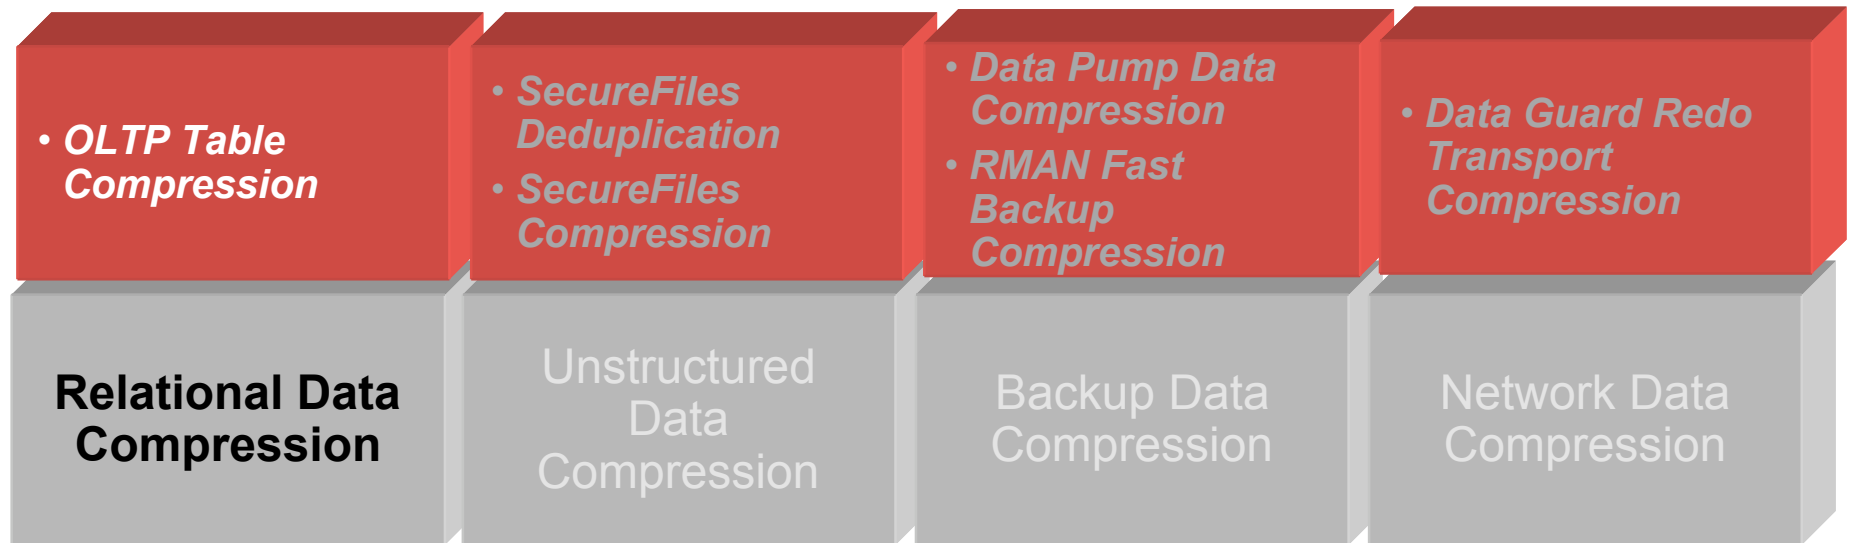 • OLTP Table
Compression
• SecureFiles
Deduplication
• SecureFiles
Compression
• Data Pump Data
Compression
• RMAN Fast
Backup
Compression
• Data Guard Redo
Transport
Compression
Relational Data
Compression
Unstructured
Data
Compression
Backup Data
Compression
Network Data
Compression